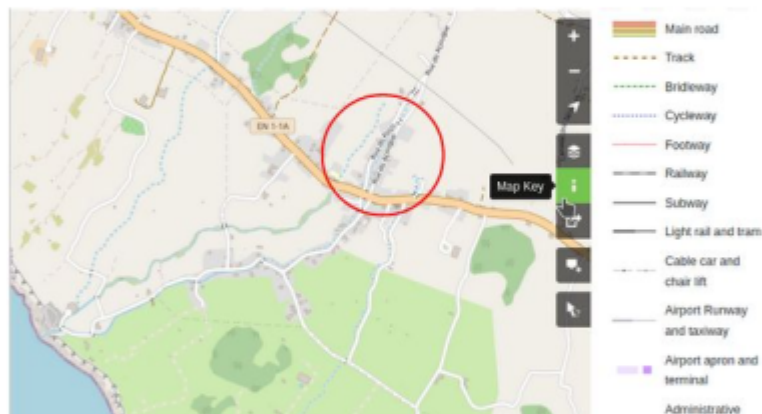 EN 1-1A
Map Key
Main road
Track
Bridleway
Cycleway
Footway
Railway
Subway
Light rail and tram
Cable car and
chair lift
Airport Runway
and taxiway
Airport apron and
terminal
Administrative